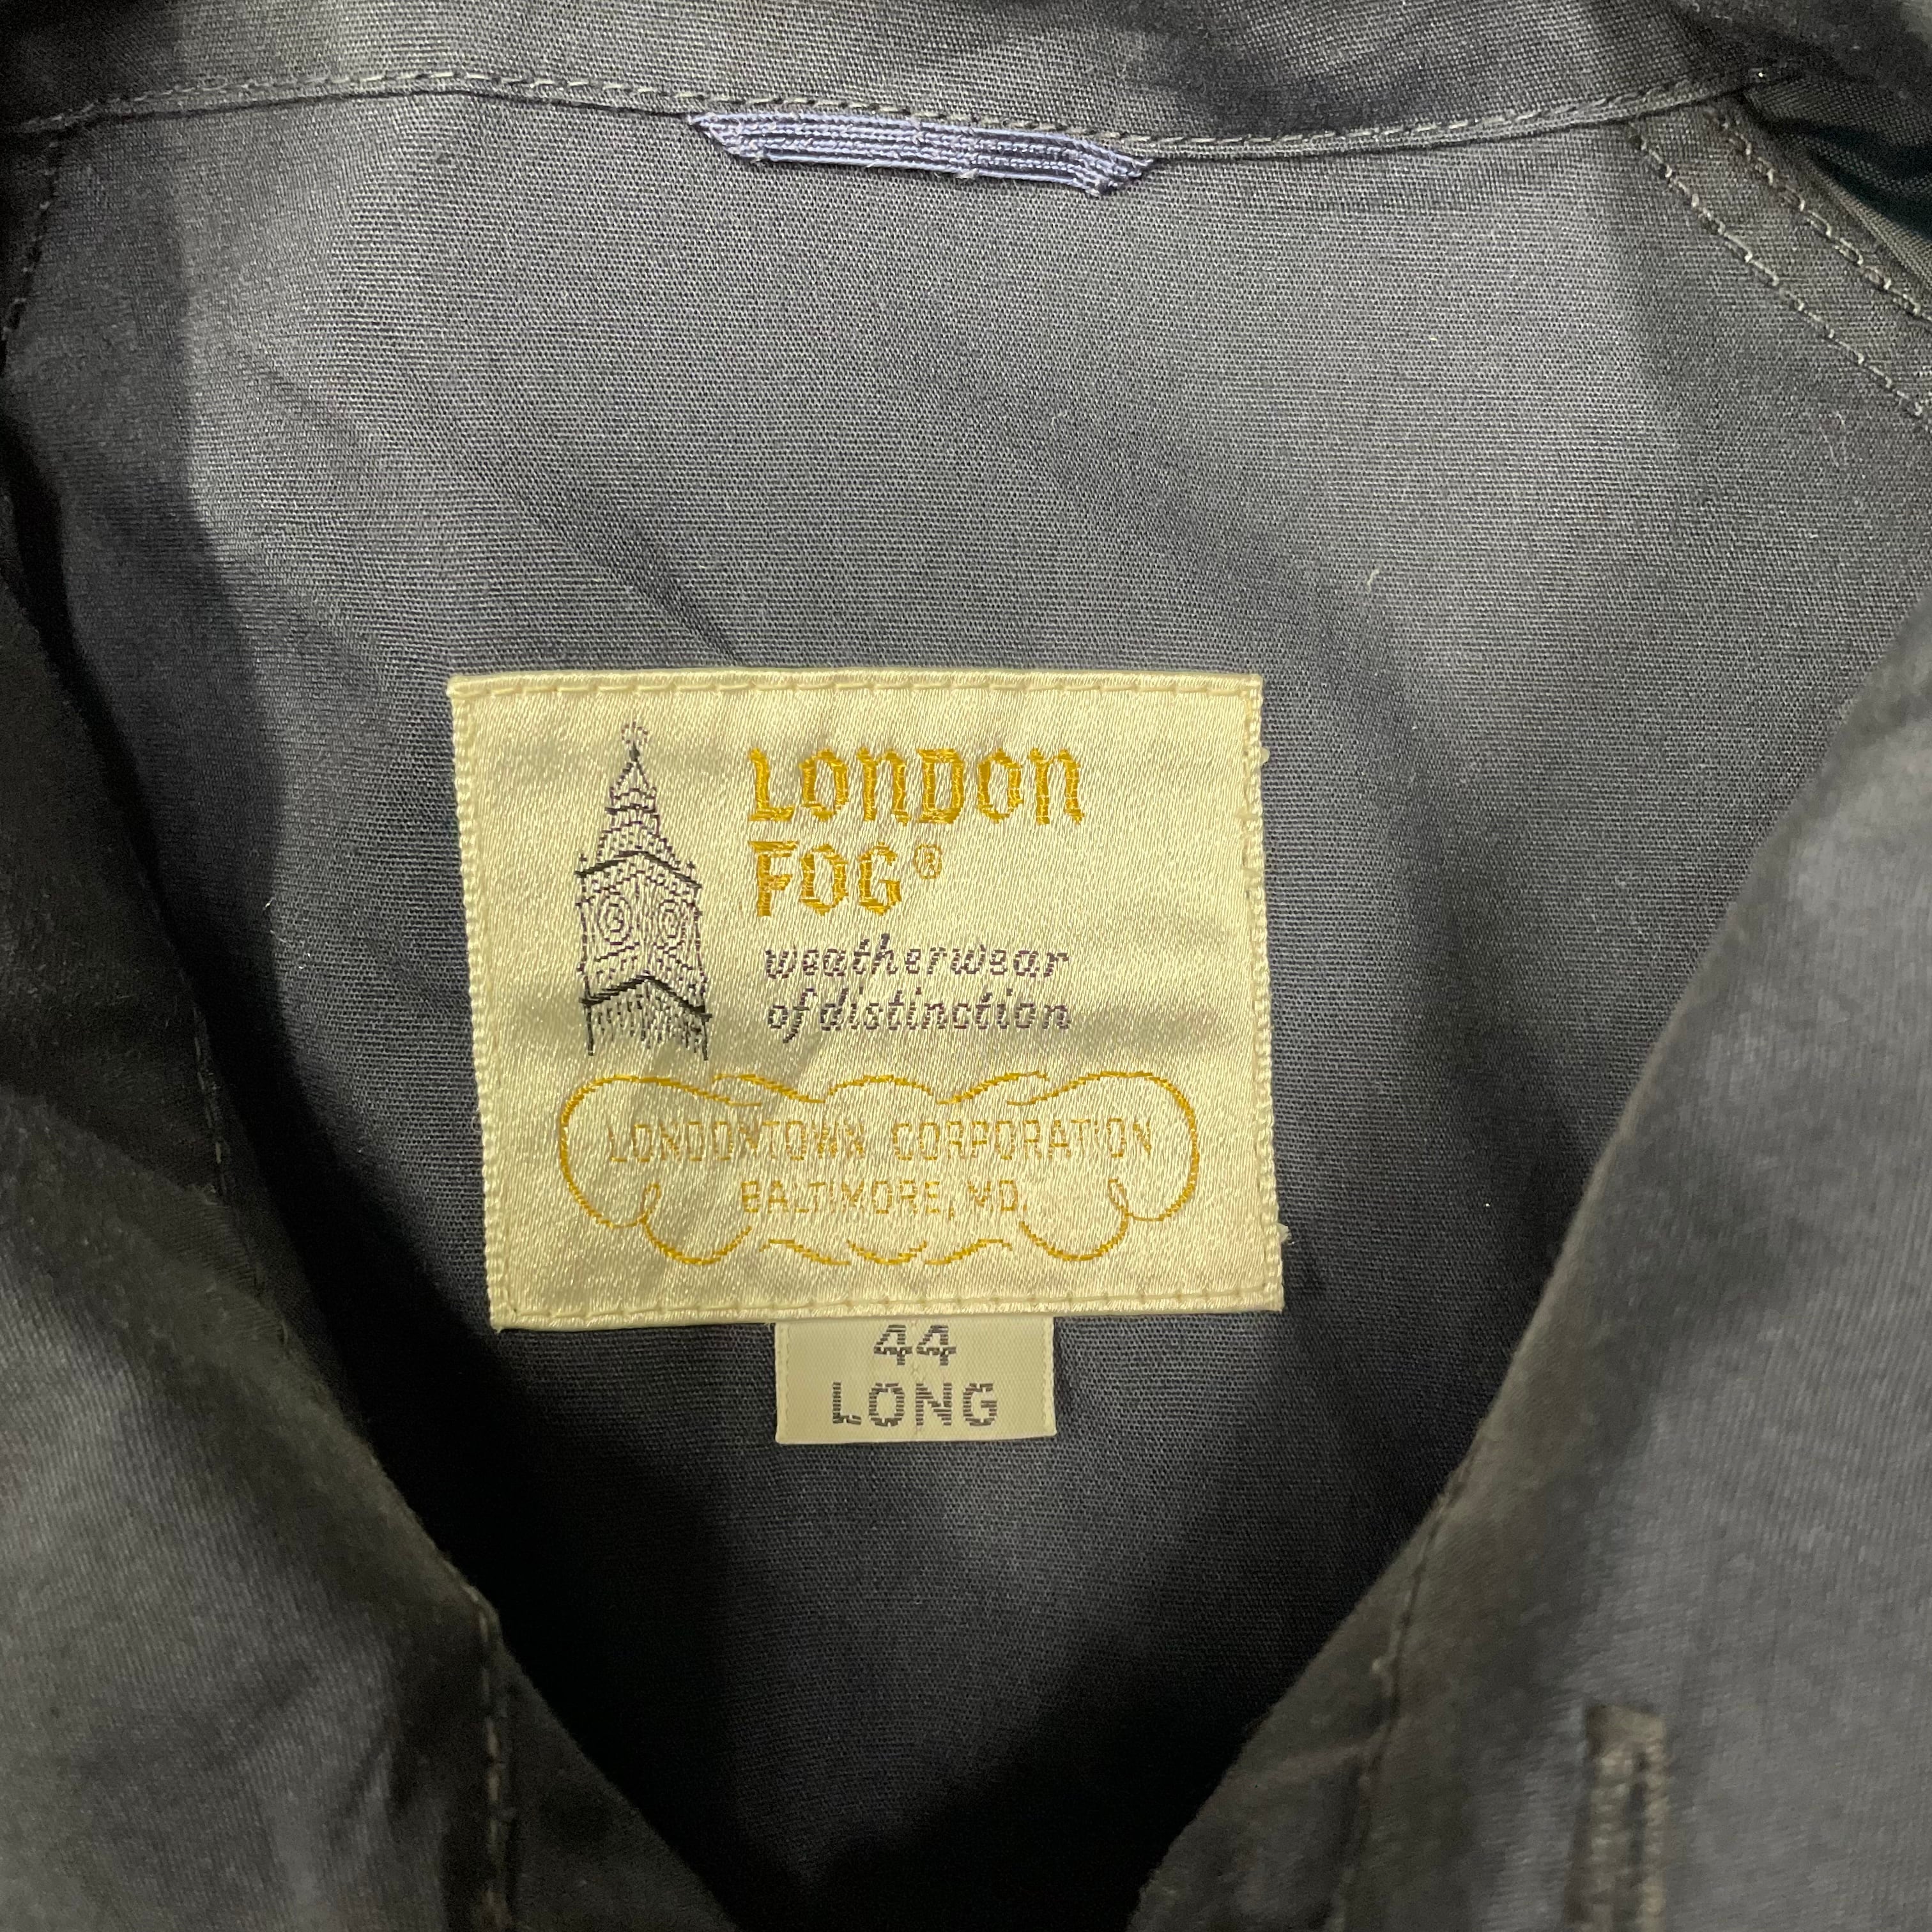 LONDON
FOG®
weatherwear
of distinction
LONDONTOWN CORPORATION
BALTIMORE, MD.
44
LONG